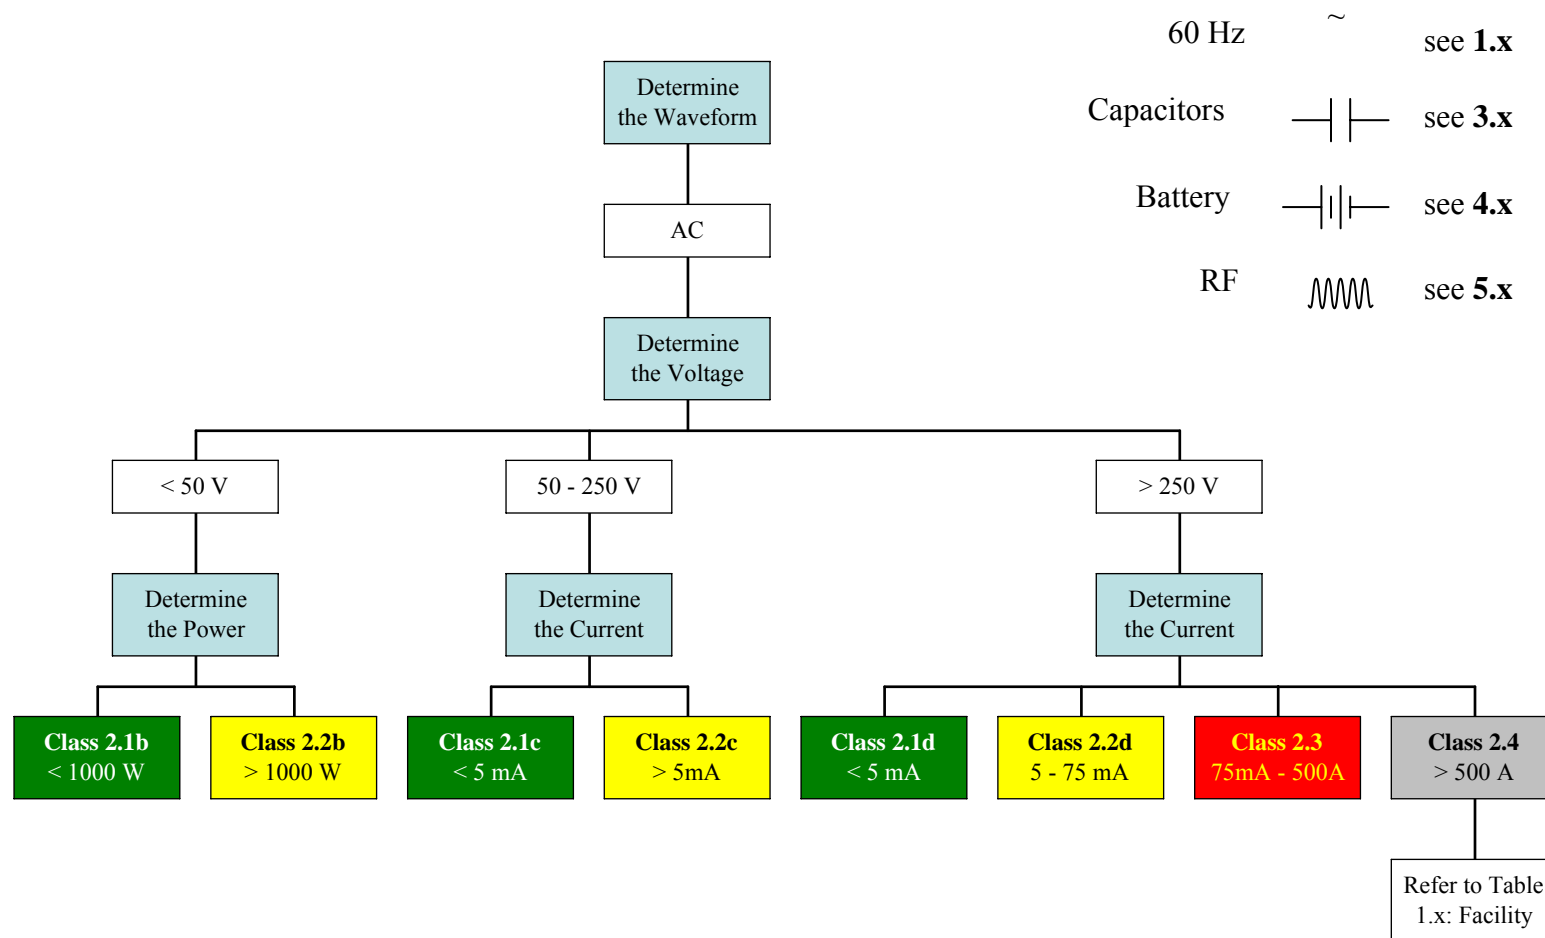 60 Hz ~ see 1.x
Determine
the Waveform
Capacitors see 3.x
Battery see 4.x
AC
RF see 5.x
Determine
the Voltage
< 50 V
50 - 250 V
> 250 V
Determine
the Power
Determine
the Current
Determine
the Current
Class 2.1b
< 1000 W
Class 2.2b
> 1000 W
Class 2.1c
< 5 mA
Class 2.2c
> 5mA
Class 2.1d
< 5 mA
Class 2.2d
5 - 75 mA
Class 2.3
75mA - 500A
Class 2.4
> 500 A
Refer to Table
1.x: Facility